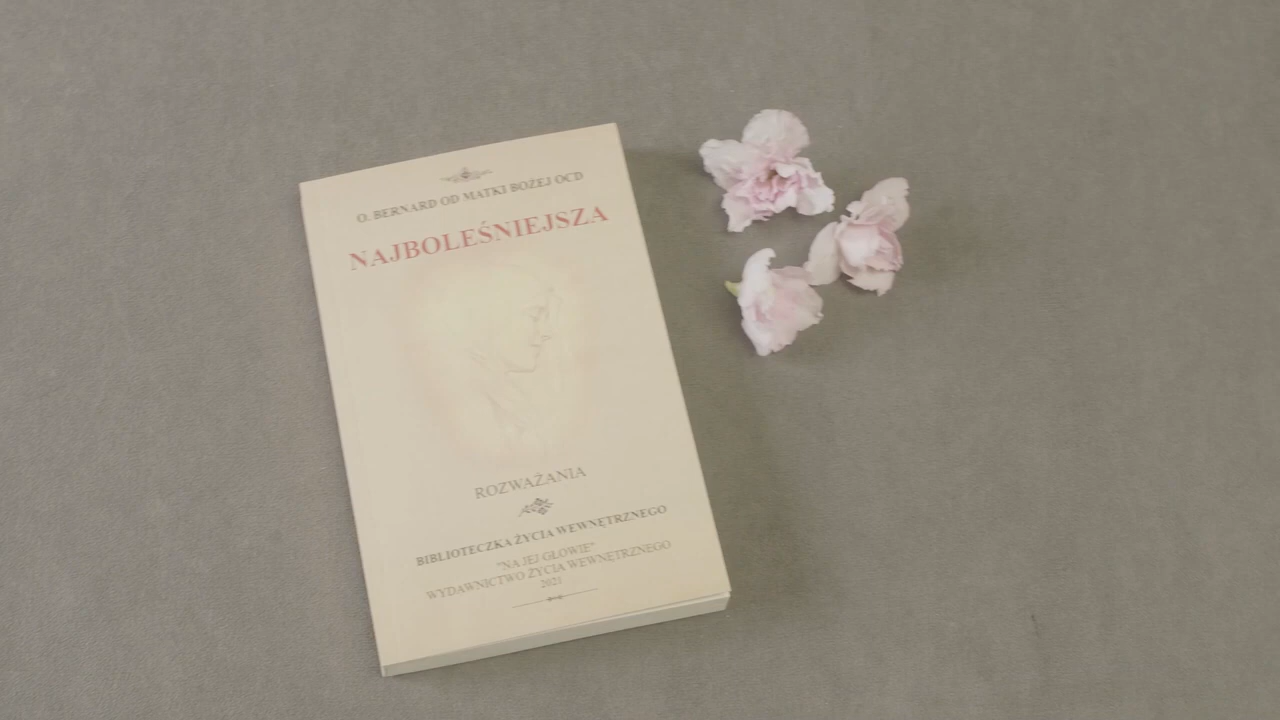 O. BERNARD OD MATKI BOŻEJ OCD
NAJBOLEŚNIEJSZA
ROZWAŻANIA
BIBLIOTECZKA ŻYCIA WEWNĘTRZNEGO
"NA JEJ GŁOWIE"
WYDAWNICTWO ŻYCIA WEWNĘTRZNEGO
2021